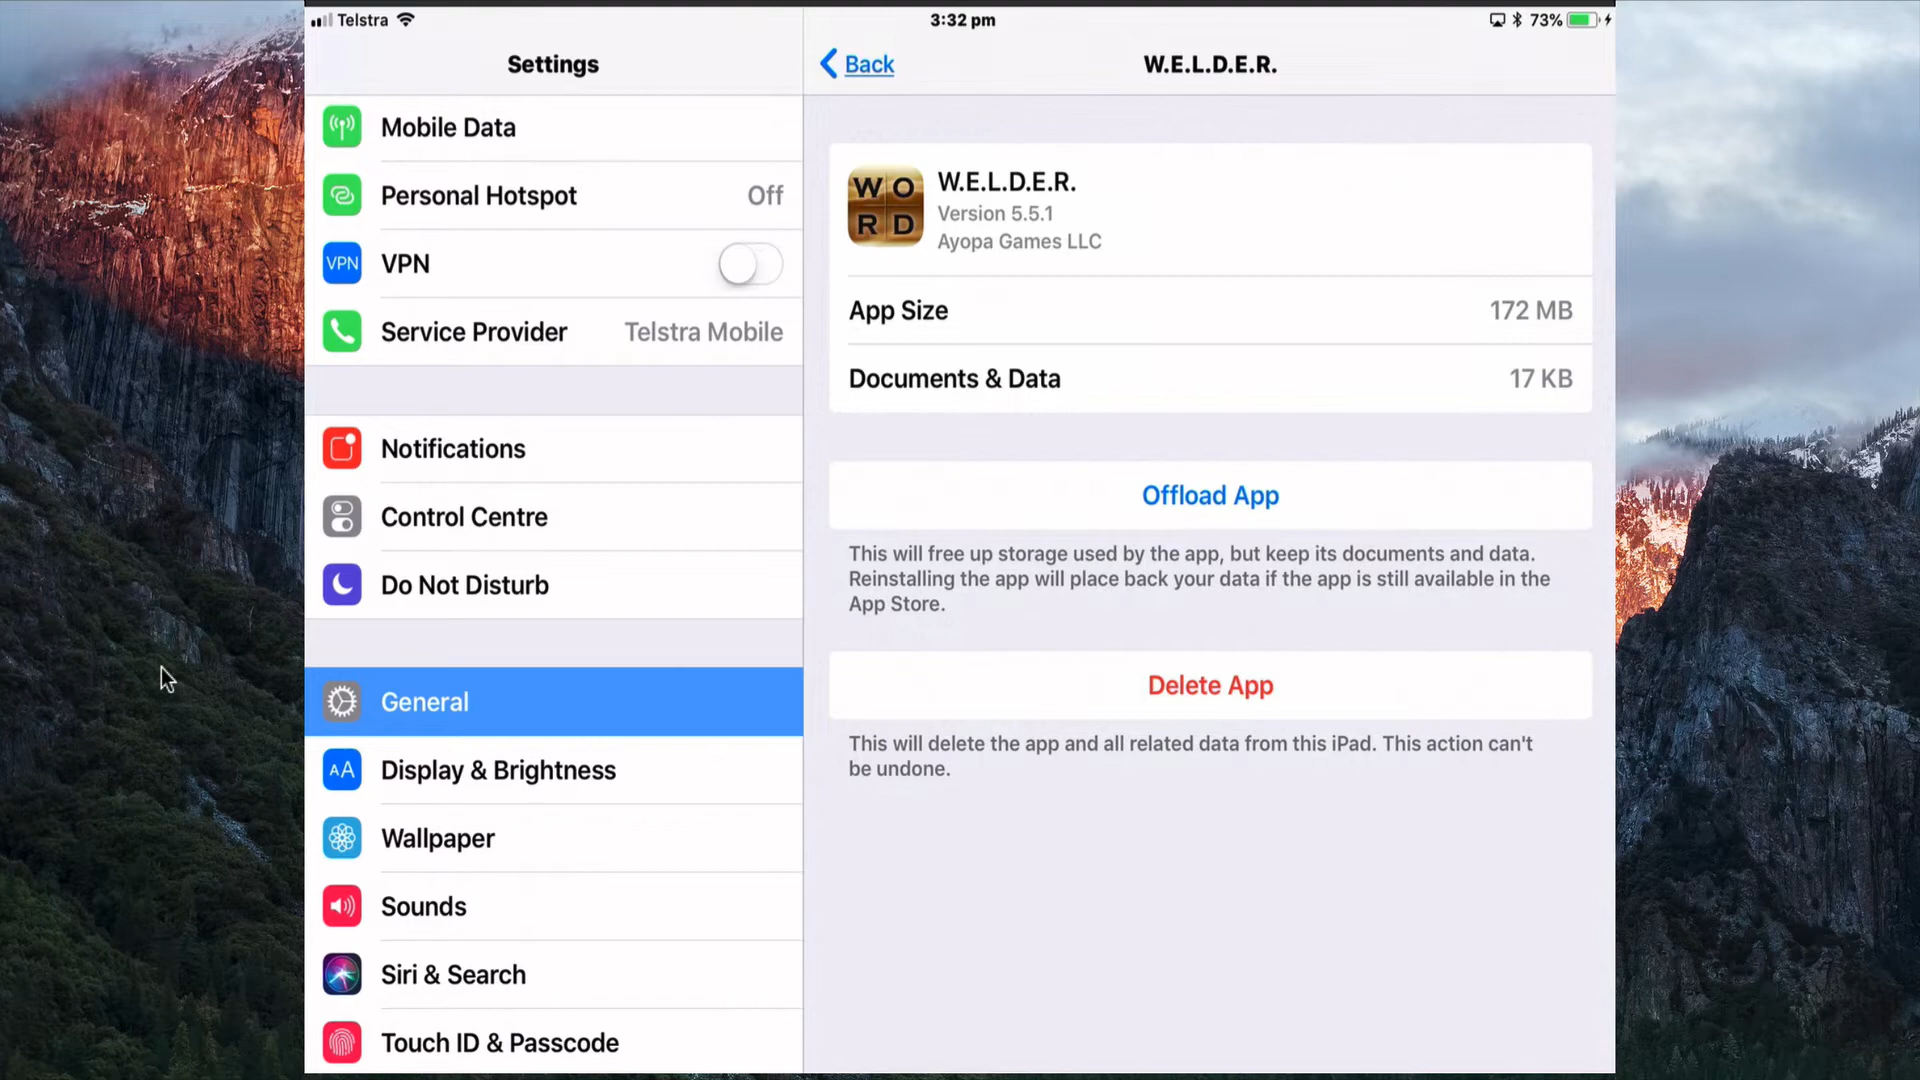 Telstra
3:32 pm
73%
Settings
Back
W.E.L.D.E.R.
Mobile Data
Personal Hotspot Off
VPN VPN
Service Provider Telstra Mobile
Notifications
Control Centre
Do Not Disturb
General
AA Display & Brightness
Wallpaper
Sounds
Siri & Search
Touch ID & Passcode
W O
R D
W.E.L.D.E.R.
Version 5.5.1
Ayopa Games LLC
App Size 172 MB
Documents & Data 17 KB
Offload App
This will free up storage used by the app, but keep its documents and data.
Reinstalling the app will place back your data if the app is still available in the
App Store.
Delete App
This will delete the app and all related data from this iPad. This action can't
be undone.